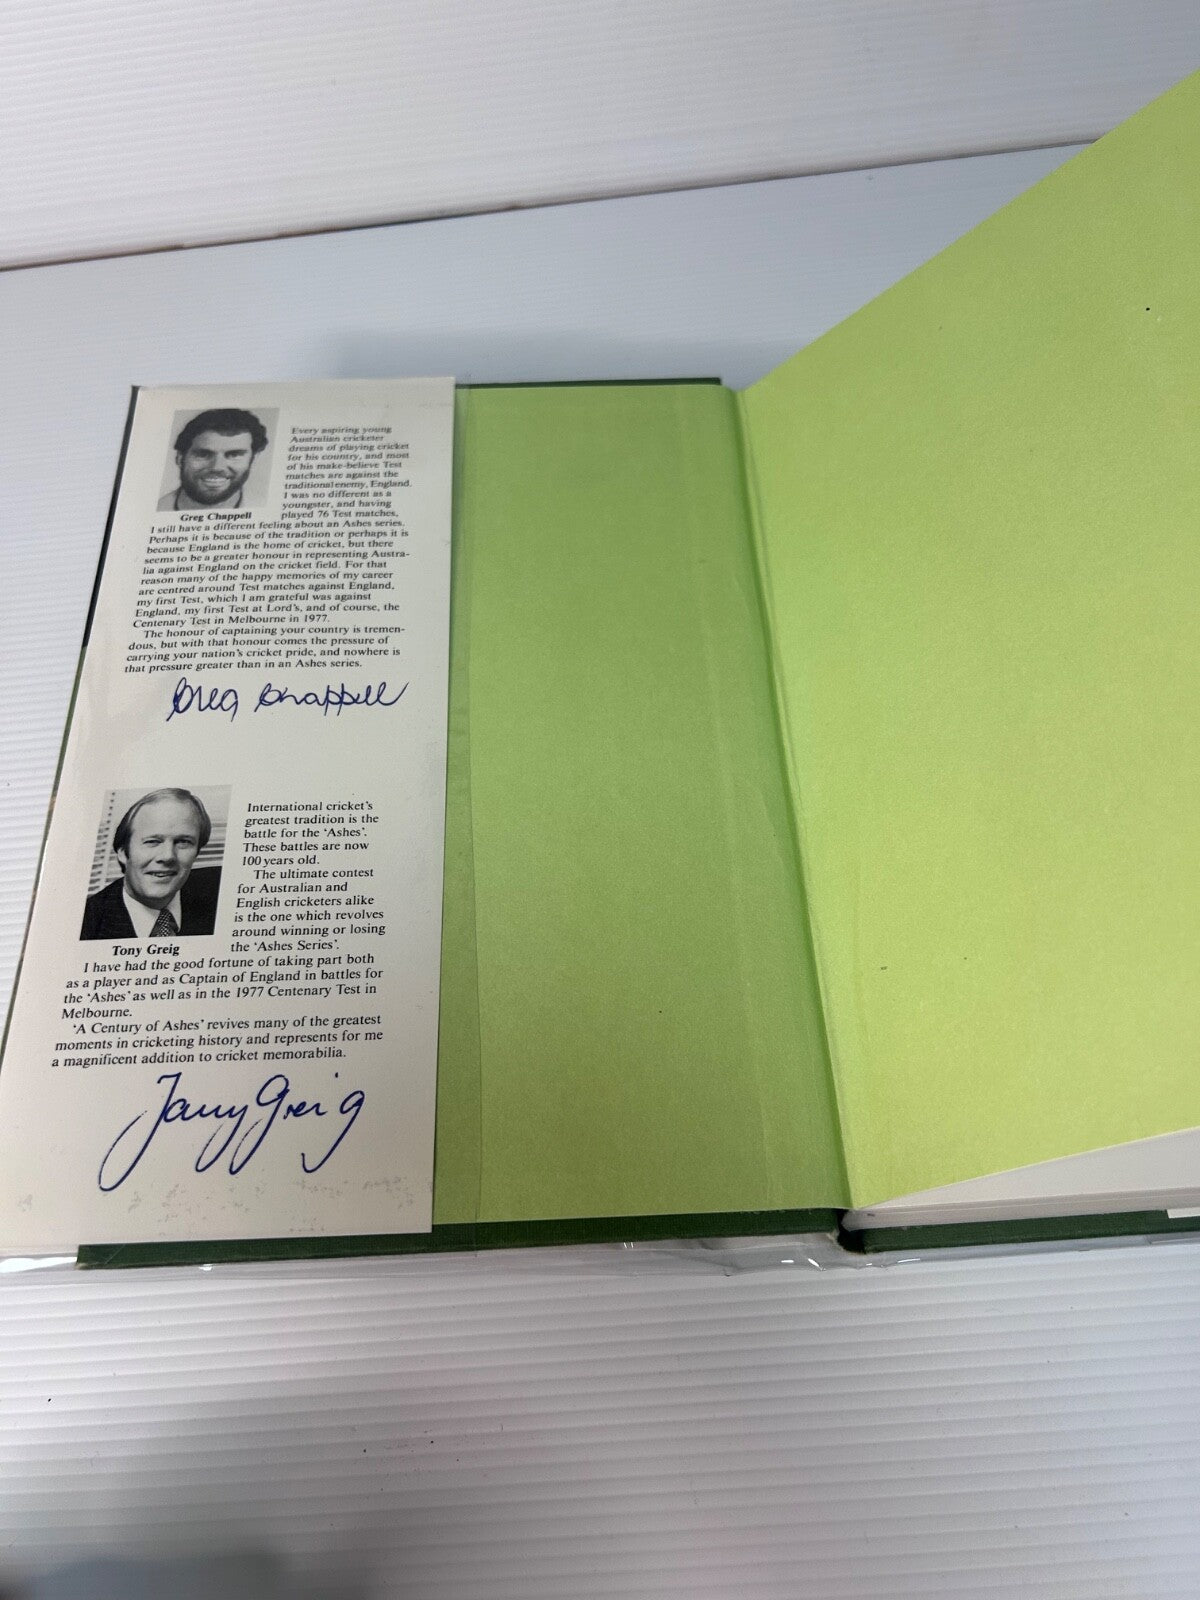 Every aspiring young
Australian cricketer
dreams of playing cricket
for his country, and most
of his make-believe Test
matches are against the
traditional enemy, England.
I was no different as a
youngster, and having
Greg Chappell
played 76 Test matches,
I still have a different feeling about an Ashes series.
Perhaps it is because of the tradition or perhaps it is
because England is the home of cricket, but there
seems to be a greater honour in representing Austra-
lia against England on the cricket field. For that
reason many of the happy memories of my career
are centred around Test matches against England,
my first Test, which I am grateful was against
England, my first Test at Lord's, and of course, the
Centenary Test in Melbourne in 1977.
The honour of captaining your country is tremen-
dous, but with that honour comes the pressure of
carrying your nation's cricket pride, and nowhere is
that pressure greater than in an Ashes series.
Greg Chappell
International cricket's
greatest tradition is the
battle for the 'Ashes'.
These battles are now
100 years old.
The ultimate contest
for Australian and
English cricketers alike
is the one which revolves
around winning or losing
the 'Ashes Series'.
Tony Greig
I have had the good fortune of taking part both
as a player and as Captain of England in battles for
the 'Ashes' as well as in the 1977 Centenary Test in
Melbourne.
'A Century of Ashes' revives many of the greatest
moments in cricketing history and represents for me
a magnificent addition to cricket memorabilia.
Tony Greig